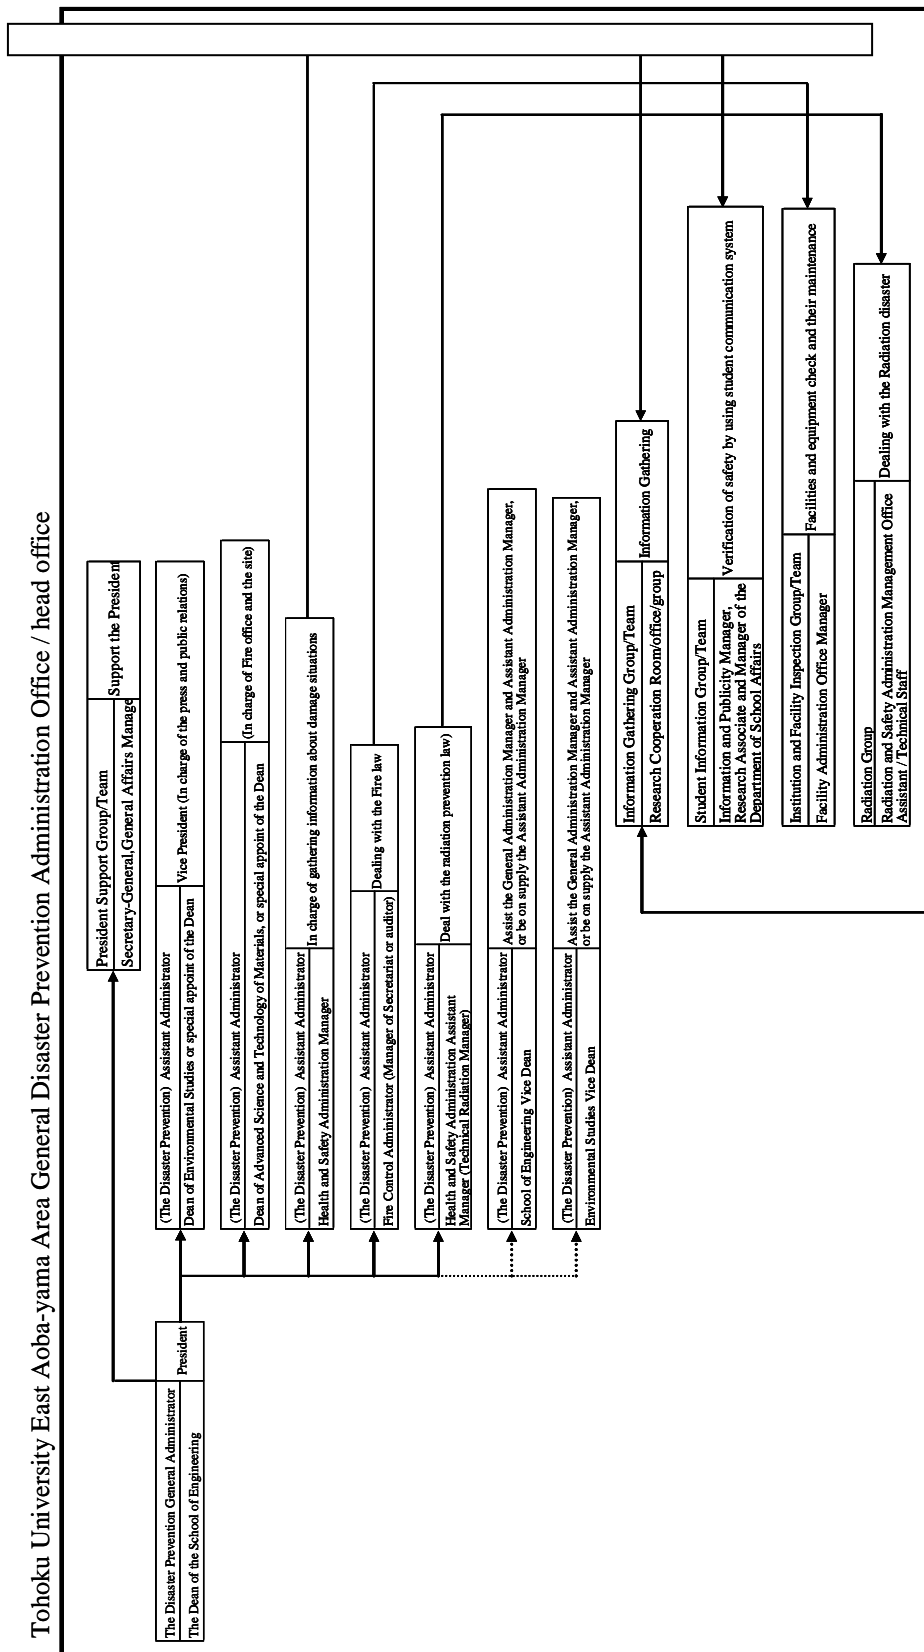 Tohoku University East Aoba-yama Area General Disaster Prevention Administration Office / head office
The Disaster Prevention General Administrator
The Dean of the School of Engineering
President
President Support Group/Team
Secretary-General,General Affairs Manage
Support the President
(The Disaster Prevention) Assistant Administrator
Dean of Environmental Studies or special appoint of the Dean
Vice President (In charge of the press and public relations)
(The Disaster Prevention) Assistant Administrator
Dean of Advanced Science and Technology of Materials, or special appoint of the Dean
(In charge of Fire office and the site)
(The Disaster Prevention) Assistant Administrator
Health and Safety Administration Manager
In charge of gathering information about damage situations
(The Disaster Prevention) Assistant Administrator
Fire Control Administrator (Manager of Secretariat or auditor)
Dealing with the Fire law
(The Disaster Prevention) Assistant Administrator
Health and Safety Administration Assistant
Manager (Technical Radiation Manager)
Deal with the radiation prevention law)
(The Disaster Prevention) Assistant Administrator
School of Engineering Vice Dean
Assist the General Administration Manager and Assistant Administration Manager,
or be on supply the Assistant Administration Manager
(The Disaster Prevention) Assistant Administrator
Environmental Studies Vice Dean
Assist the General Administration Manager and Assistant Administration Manager,
or be on supply the Assistant Administration Manager
Information Gathering Group/Team
Research Cooperation Room/office/group
Information Gathering
Student Information Group/Team
Information and Publicity Manager,
Research Associate and Manager of the
Department of School Affairs
Verification of safety by using student communication system
Institution and Facility Inspection Group/Team
Facility Administration Office Manager
Facilities and equipment check and their maintenance
Radiation Group
Radiation and Safety Administration Management Office
Assistant / Technical Staff
Dealing with the Radiation disaster